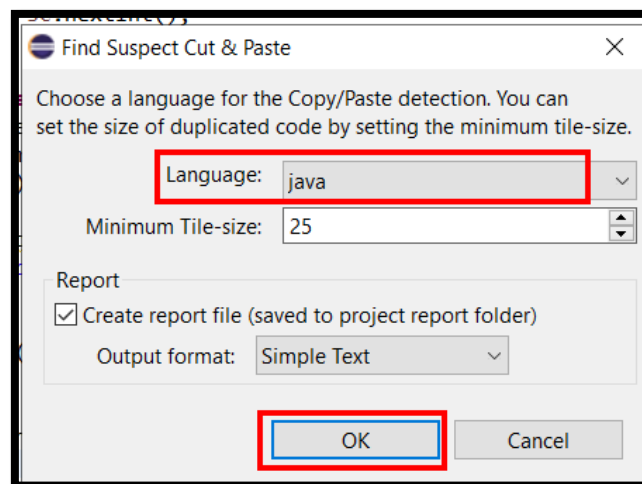 sc.nextInt();
Find Suspect Cut & Paste
Choose a language for the Copy/Paste detection. You can
set the size of duplicated code by setting the minimum tile-size.
Language: java
Minimum Tile-size: 25
Report
Create report file (saved to project report folder)
Output format: Simple Text
OK Cancel